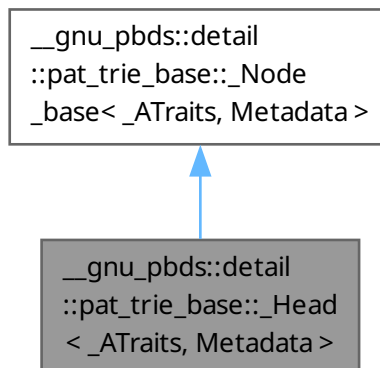 __gnu_pbds::detail
::pat_trie_base::_Node
_base< _ATraits, Metadata >
__gnu_pbds::detail
::pat_trie_base::_Head
< _ATraits, Metadata >